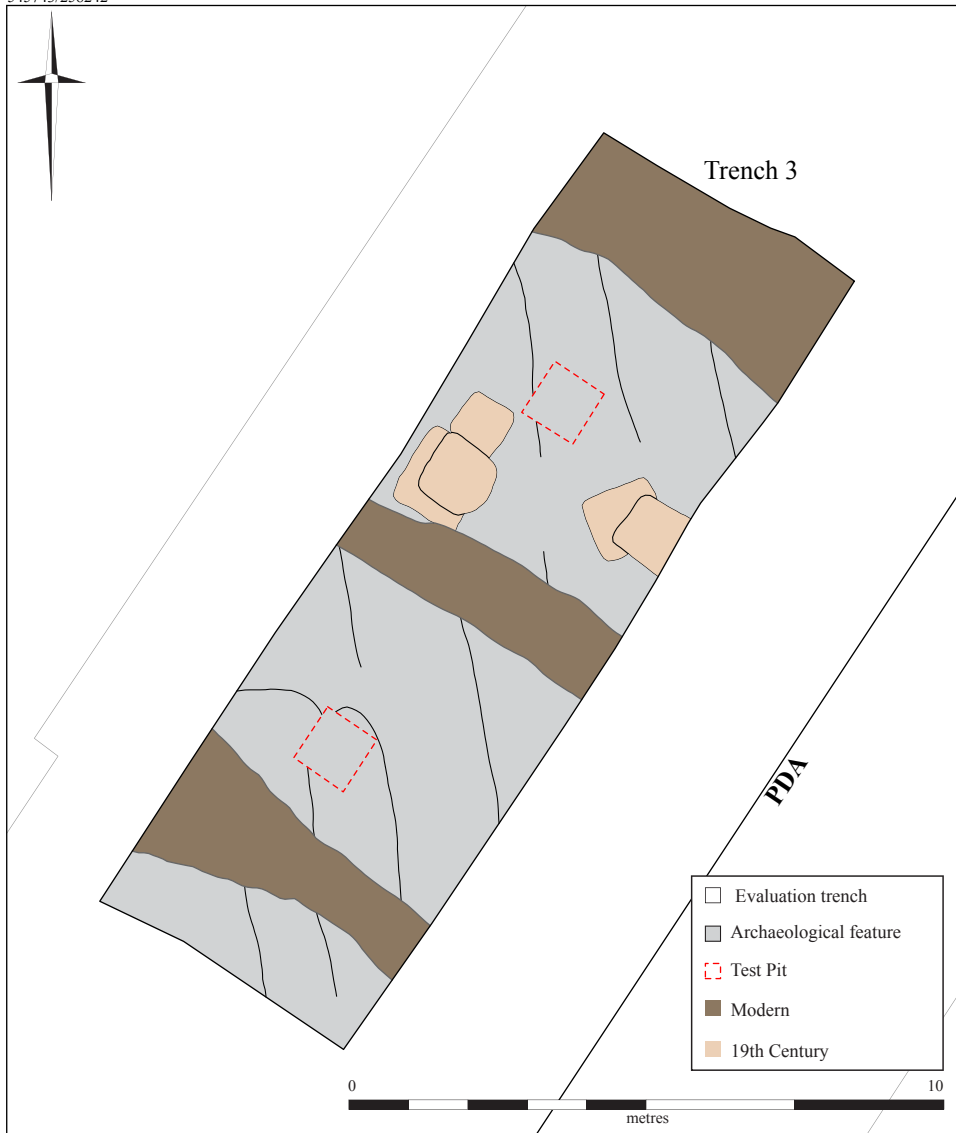 Trench 3
PDA
Evaluation trench
Archaeological feature
Test Pit
Modern
19th Century
0 10
metres